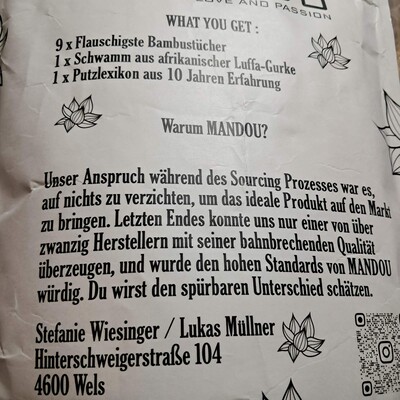 LOVE AND PASSION
WHAT YOU GET :
9 x Flauschigste Bambustücher
1 x Schwamm aus afrikanischer Luffa-Gurke
1 x Putzlexikon aus 10 Jahren Erfahrung
Warum MANDOU?
Unser Anspruch während des Sourcing Prozesses war es,
auf nichts zu verzichten, um das ideale Produkt auf den Markt
zu bringen. Letzten Endes konnte uns nur einer von über
zwanzig Herstellern mit seiner bahnbrechenden Qualität
überzeugen, und wurde den hohen Standards von MANDOU
würdig. Du wirst den spürbaren Unterschied schätzen.
Stefanie Wiesinger / Lukas Müllner
Hinterschweigerstraße 104
4600 Wels